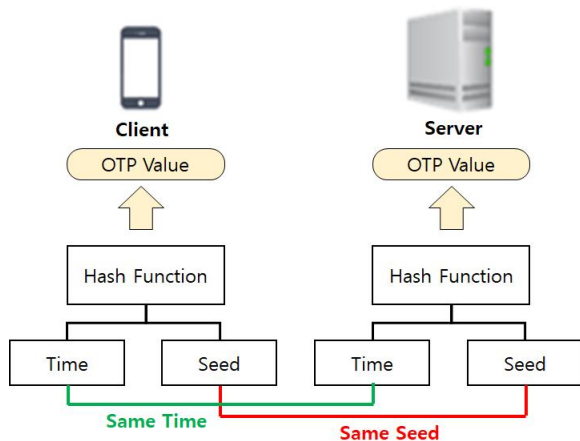 Client
Server
OTP Value
OTP Value
Hash Function
Hash Function
Time
Seed
Time
Seed
Same Time
Same Seed